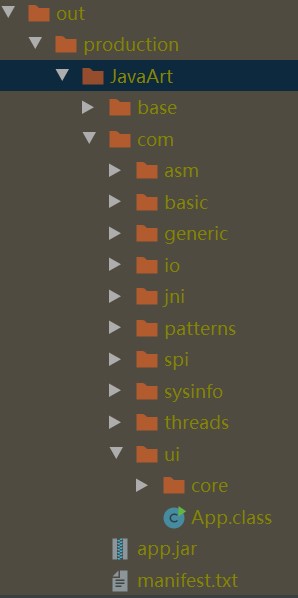 out
production
JavaArt
base
com
asm
basic
generic
io
jni
patterns
spi
sysinfo
threads
ui
core
App.class
app.jar
manifest.txt